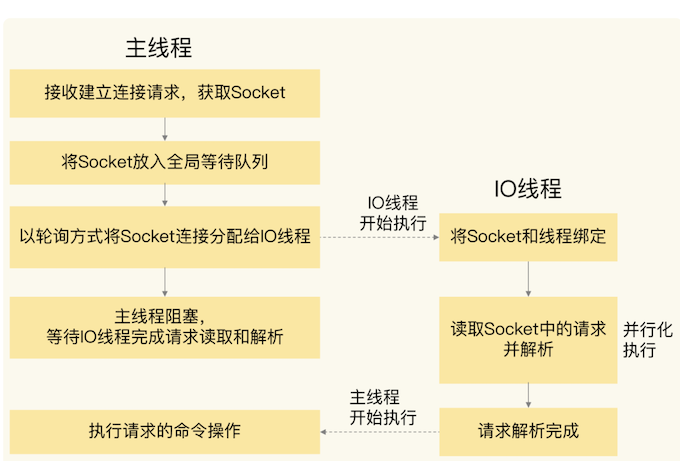 主线程
接收建立连接请求，获取Socket
将Socket放入全局等待队列
以轮询方式将Socket连接分配给IO线程
主线程阻塞，
等待IO线程完成请求读取和解析
IO线程
开始执行
IO线程
将Socket和线程绑定
读取Socket中的请求
并解析
并行化
执行
请求解析完成
主线程
开始执行
执行请求的命令操作